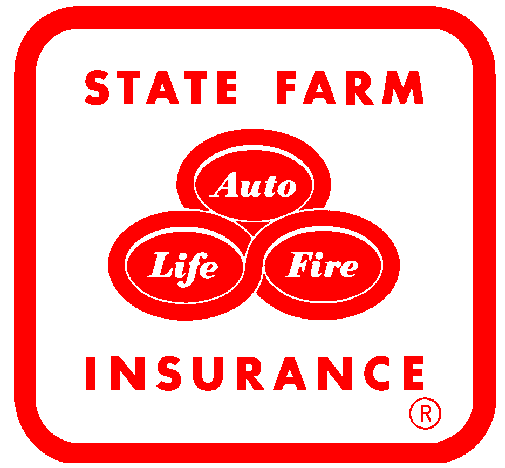 STATE FARM
Auto
Life Fire
INSURANCE
®